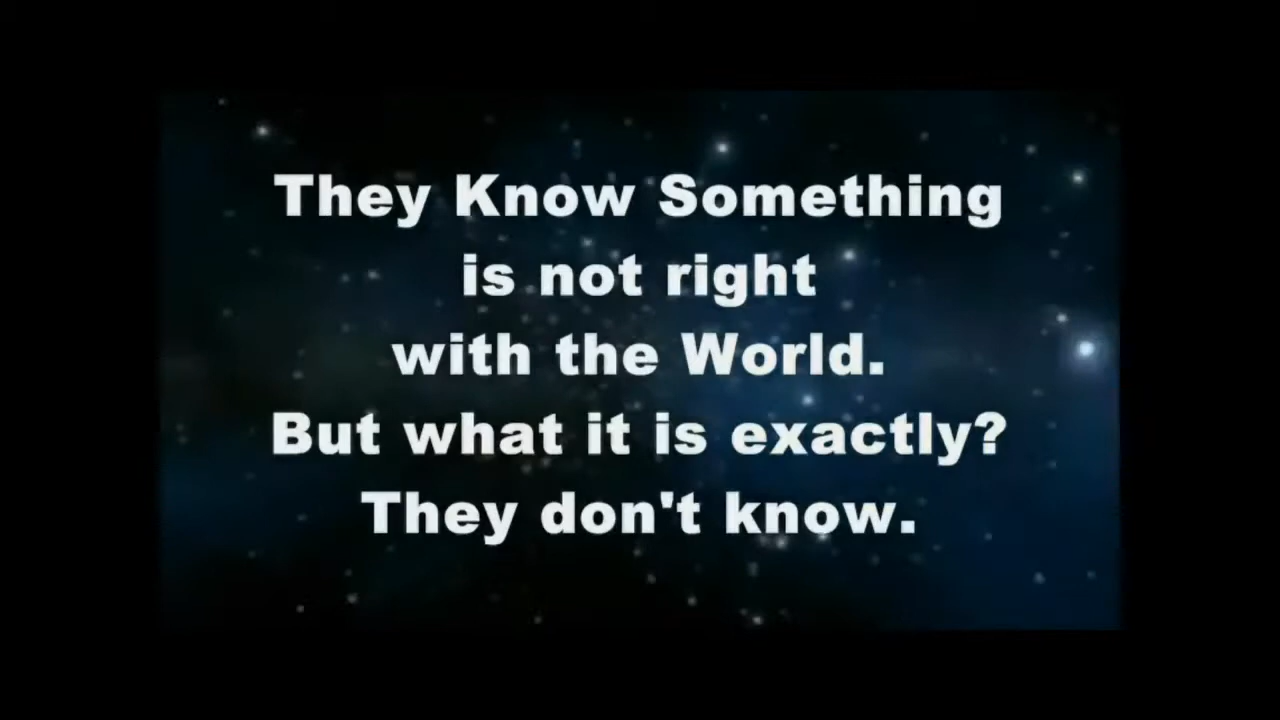 They Know Something
is not right
with the World.
But what it is exactly?
They don't know.